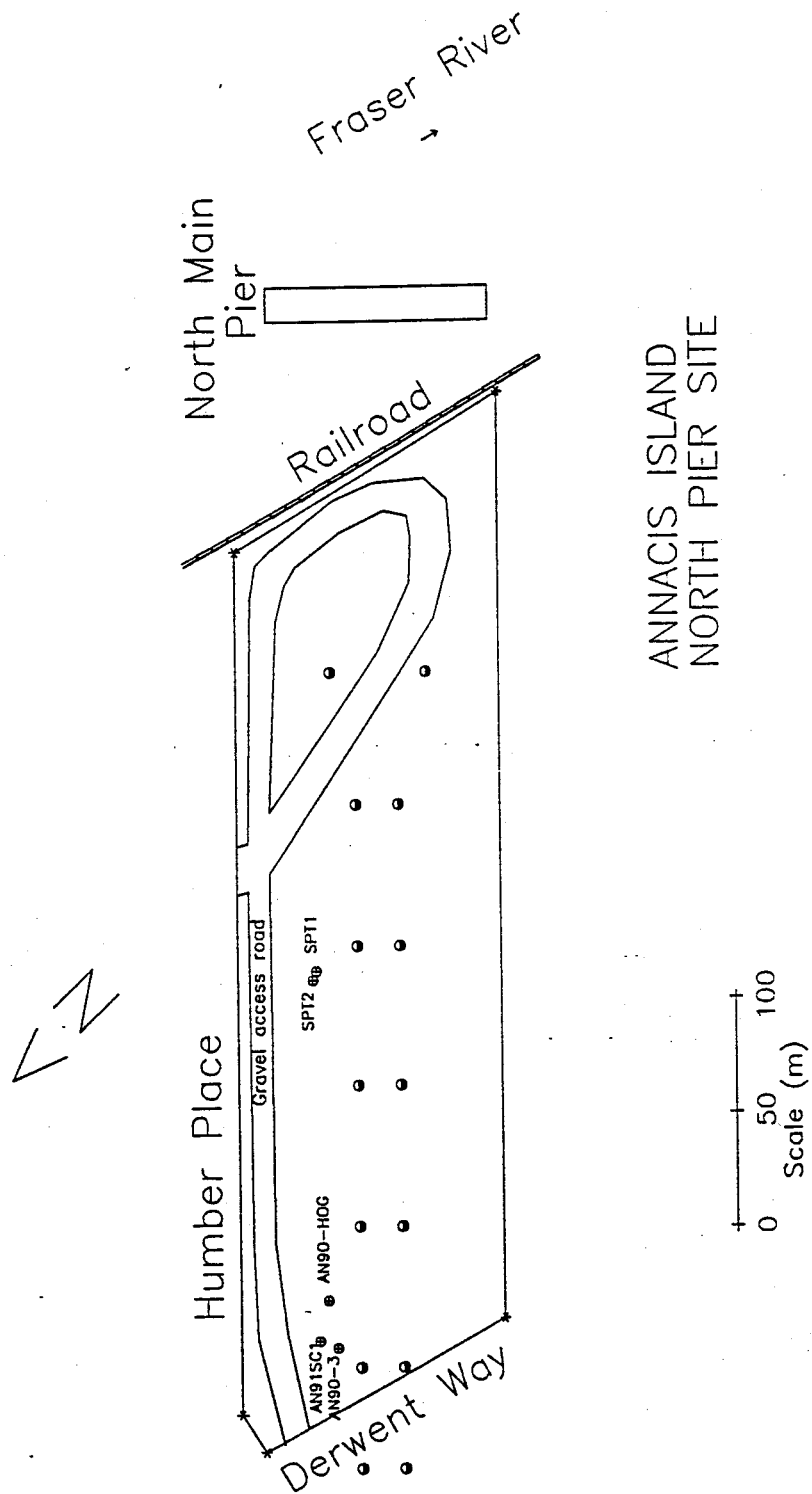 Fraser River
North Main
Pier
Railroad
ANNACIS ISLAND
NORTH PIER SITE
Humber Place
Gravel access road
SPT2
SPT1
AN90-HOG
AN91SC1
AN90-3
Derwent Way
N
0 50 100
Scale (m)